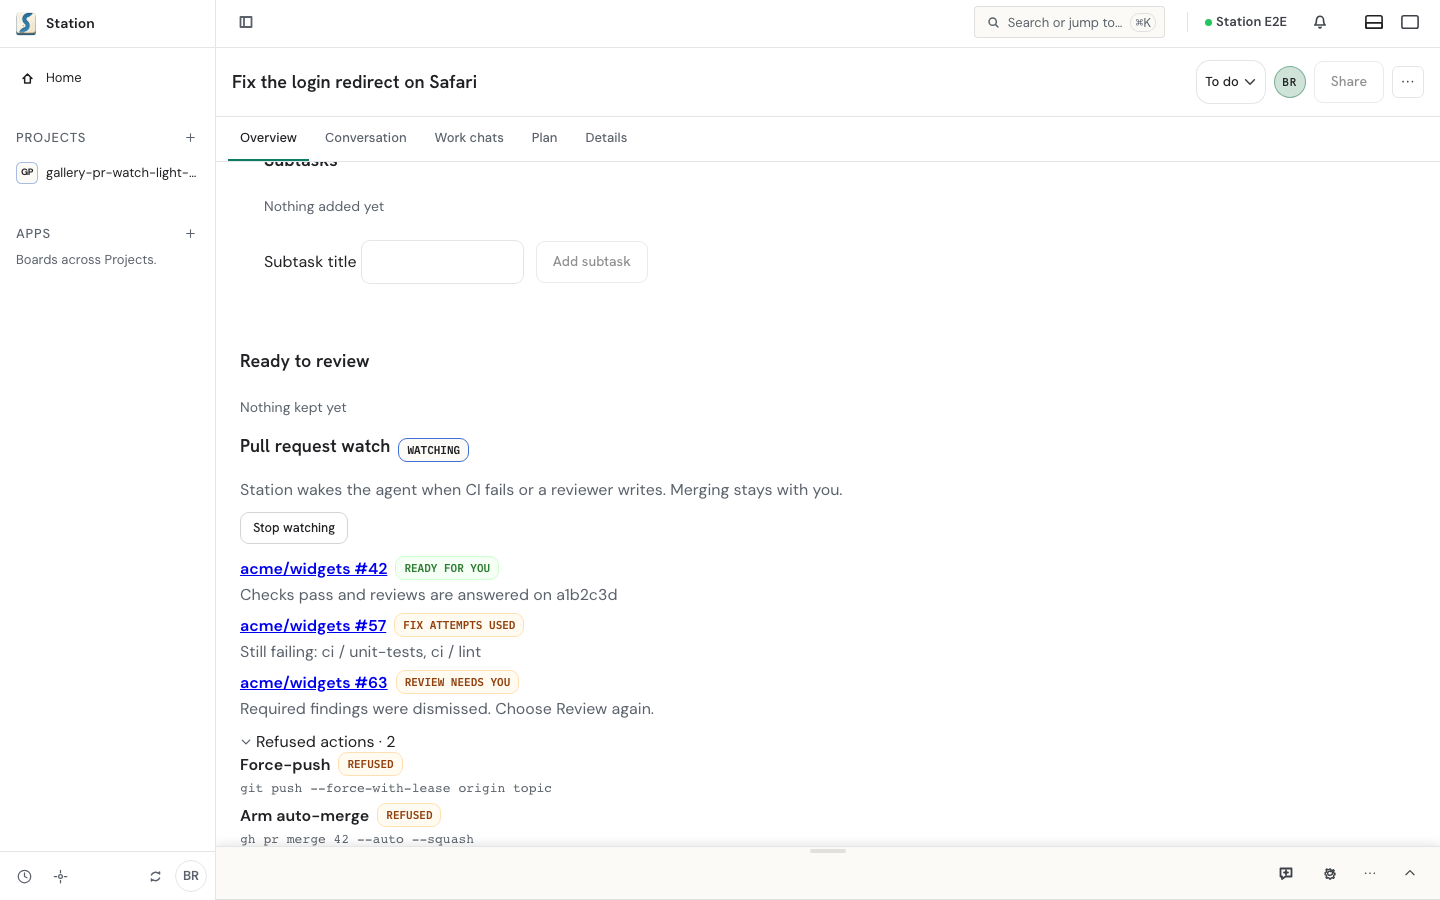 Station
Search or jump to...
⌘K
Station E2E
Home
Fix the login redirect on Safari
To do
BR
Share
PROJECTS
Overview
Conversation
Work chats
Plan
Details
GP
gallery-pr-watch-light-...
Subtasks
Nothing added yet
APPS
Boards across Projects.
Subtask title
Add subtask
Ready to review
Nothing kept yet
Pull request watch
WATCHING
Station wakes the agent when CI fails or a reviewer writes. Merging stays with you.
Stop watching
acme/widgets #42
READY FOR YOU
Checks pass and reviews are answered on a1b2c3d
acme/widgets #57
FIX ATTEMPTS USED
Still failing: ci / unit-tests, ci / lint
acme/widgets #63
REVIEW NEEDS YOU
Required findings were dismissed. Choose Review again.
Refused actions · 2
Force-push
REFUSED
git push --force-with-lease origin topic
Arm auto-merge
REFUSED
gh pr merge 42 --auto --squash
BR